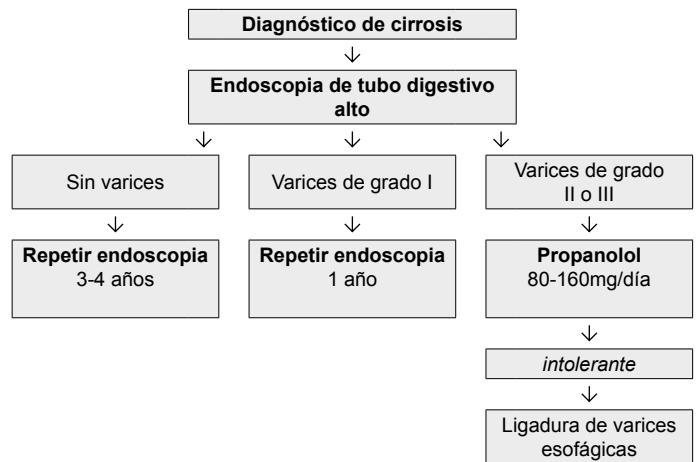 Diagnóstico de cirrosis
Endoscopia de tubo digestivo
alto
Sin varices
Varices de grado I
Varices de grado
II o III
Repetir endoscopia
3-4 años
Repetir endoscopia
1 año
Propanolol
80-160mg/día
intolerante
Ligadura de varices
esofágicas